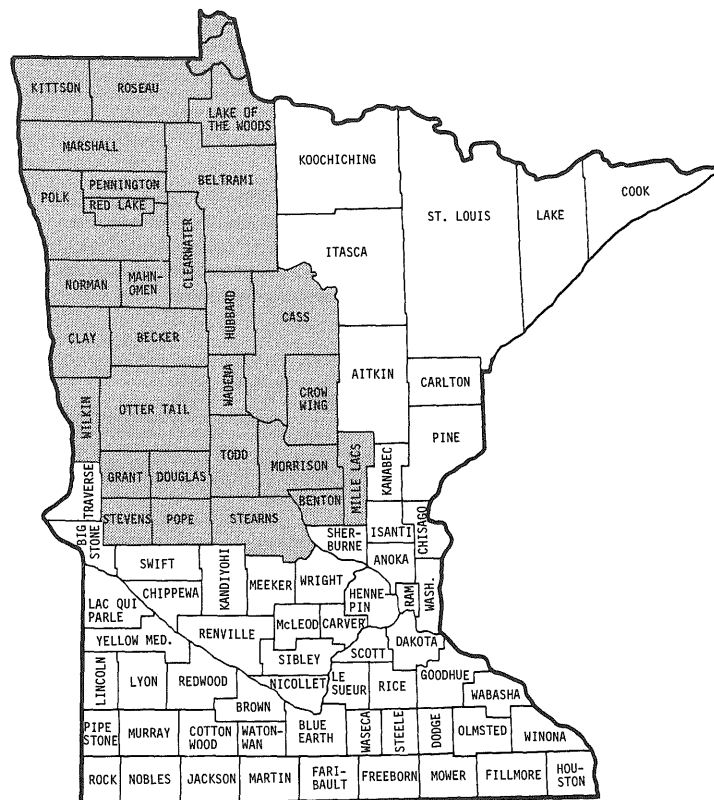 KITTSON
ROSEAU
LAKE OF
THE WOODS
MARSHALL
KOOCHICHING
PENNINGTON
BELTRAMI
POLK
RED LAKE
COOK
ST. LOUIS
LAKE
CLEARWATER
ITASCA
NORMAN
MAHN-
OMEN
HUBBARD
CASS
CLAY
BECKER
AITKIN
CARLTON
WADENA
CROW
WING
WILKIN
OTTER TAIL
PINE
TODD
MORRISON
MILLE LACS
KANABEC
TRAVERSE
GRANT
DOUGLAS
BENTON
STEVENS
POPE
STEARNS
BIG
STONE
SHER-
BURNE
ISANTI
CHISAGO
ANOKA
SWIFT
KANDIYOHI
MEEKER
WRIGHT
HENNE
PIN
RAM
WASH.
CHIPPEWA
LAC QUI
PARLE
McLEOD
CARVER
RENVILLE
DAKOTA
YELLOW MED.
SCOTT
SIBLEY
GOODHUE
LINCOLN
LYON
REDWOOD
NICOLLET
LE
SUEUR
RICE
WABASHA
BROWN
PIPE
STONE
MURRAY
COTTON
WOOD
WATON-
WAN
BLUE
EARTH
WASECA
STEELE
DODGE
OLMSTED
WINONA
ROCK
NOBLES
JACKSON
MARTIN
FARI-
BAULT
FREEBORN
MOWER
FILLMORE
HOU-
STON